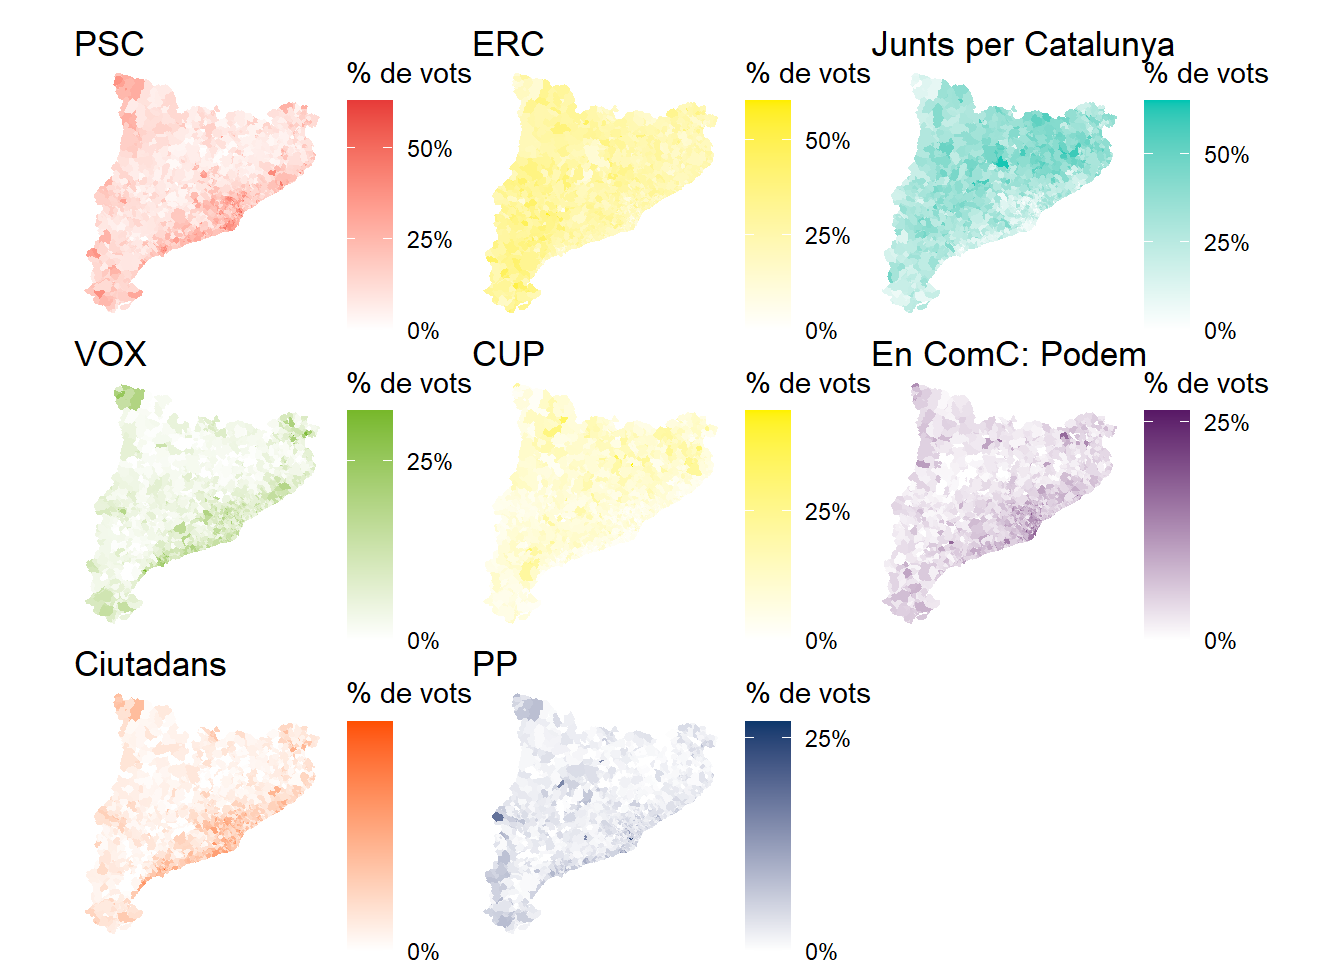 PSC
% de vots
50%
25%
0%
ERC
% de vots
50%
25%
0%
Junts per Catalunya
% de vots
50%
25%
0%
VOX
% de vots
25%
0%
CUP
% de vots
25%
0%
En ComC: Podem
% de vots
25%
0%
Ciutadans
% de vots
0%
PP
% de vots
25%
0%